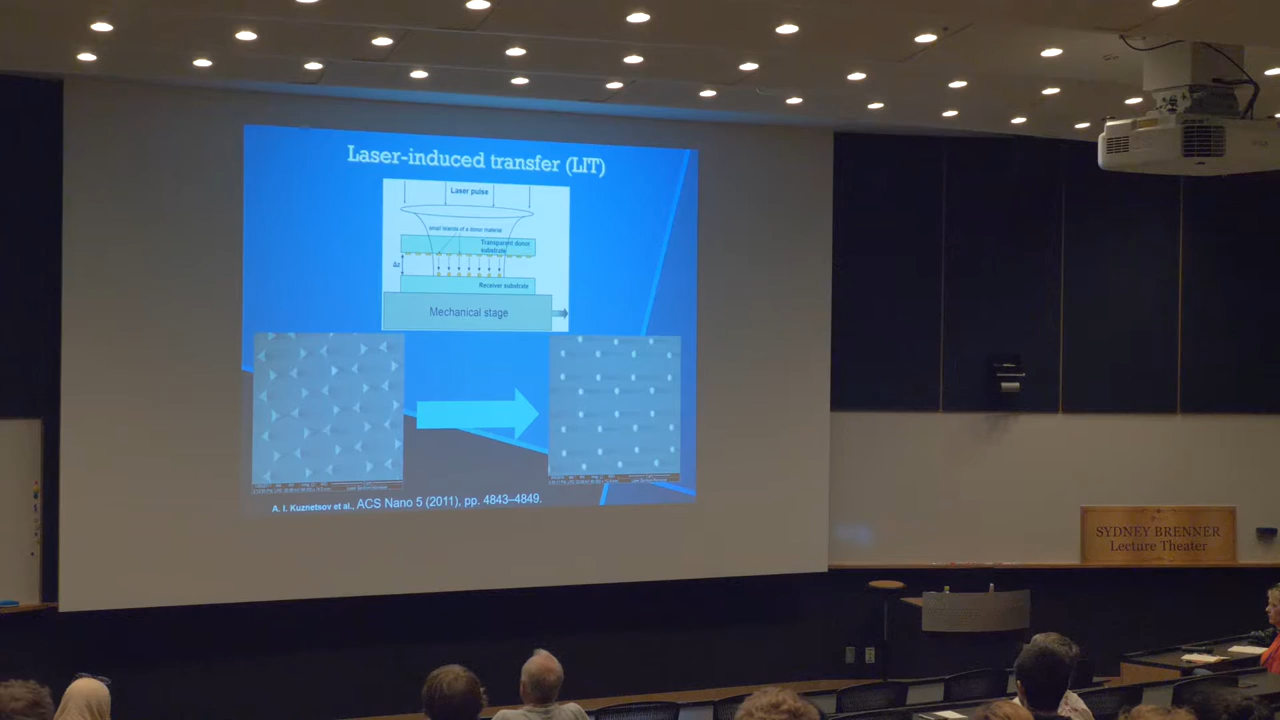 Laser-induced transfer (LIT)
Laser pulse
small islands of a donor material
Transparent donor
substrate
Δz
Receiver substrate
Mechanical stage
A. I. Kuznetsov et al., ACS Nano 5 (2011), pp. 4843–4849.
SYDNEY BRENNER
Lecture Theater